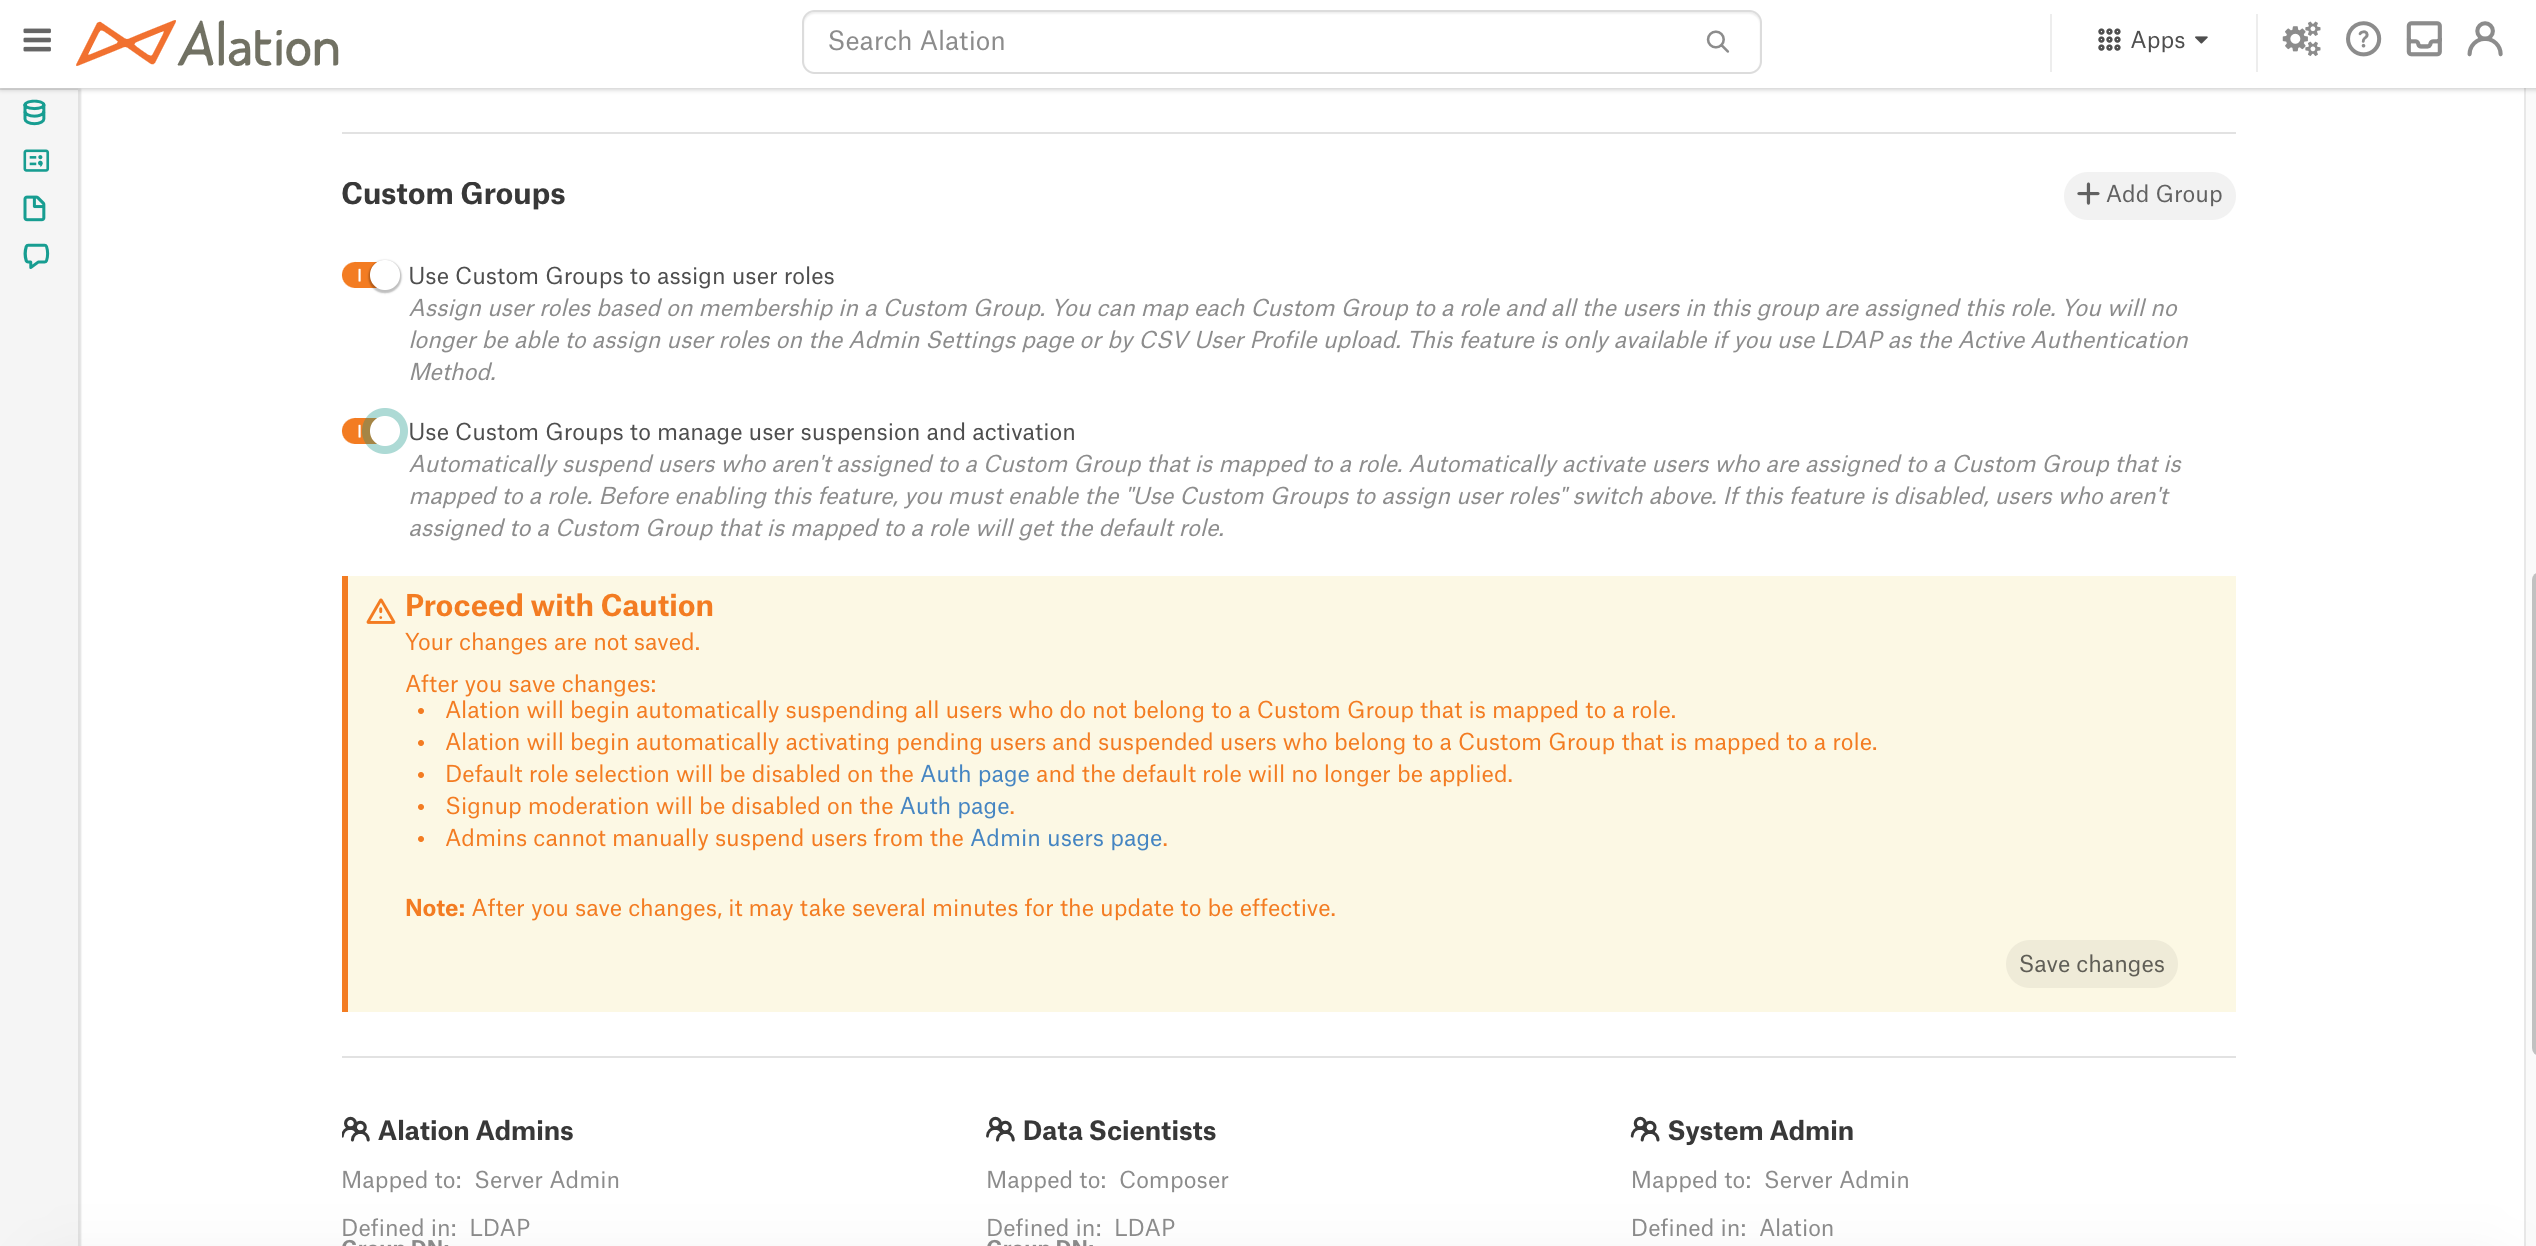 Alation
Search Alation
Apps
Custom Groups
Add Group
Use Custom Groups to assign user roles
Assign user roles based on membership in a Custom Group. You can map each Custom Group to a role and all the users in this group are assigned this role. You will no
longer be able to assign user roles on the Admin Settings page or by CSV User Profile upload. This feature is only available if you use LDAP as the Active Authentication
Method.
Use Custom Groups to manage user suspension and activation
Automatically suspend users who aren't assigned to a Custom Group that is mapped to a role. Automatically activate users who are assigned to a Custom Group that is
mapped to a role. Before enabling this feature, you must enable the "Use Custom Groups to assign user roles" switch above. If this feature is disabled, users who aren't
assigned to a Custom Group that is mapped to a role will get the default role.
Proceed with Caution
Your changes are not saved.
After you save changes:
• Alation will begin automatically suspending all users who do not belong to a Custom Group that is mapped to a role.
• Alation will begin automatically activating pending users and suspended users who belong to a Custom Group that is mapped to a role.
• Default role selection will be disabled on the Auth page and the default role will no longer be applied.
• Signup moderation will be disabled on the Auth page.
• Admins cannot manually suspend users from the Admin users page.
Note: After you save changes, it may take several minutes for the update to be effective.
Save changes
Alation Admins
Mapped to: Server Admin
Defined in: LDAP
Group DN:
Data Scientists
Mapped to: Composer
Defined in: LDAP
Group DN:
System Admin
Mapped to: Server Admin
Defined in: Alation